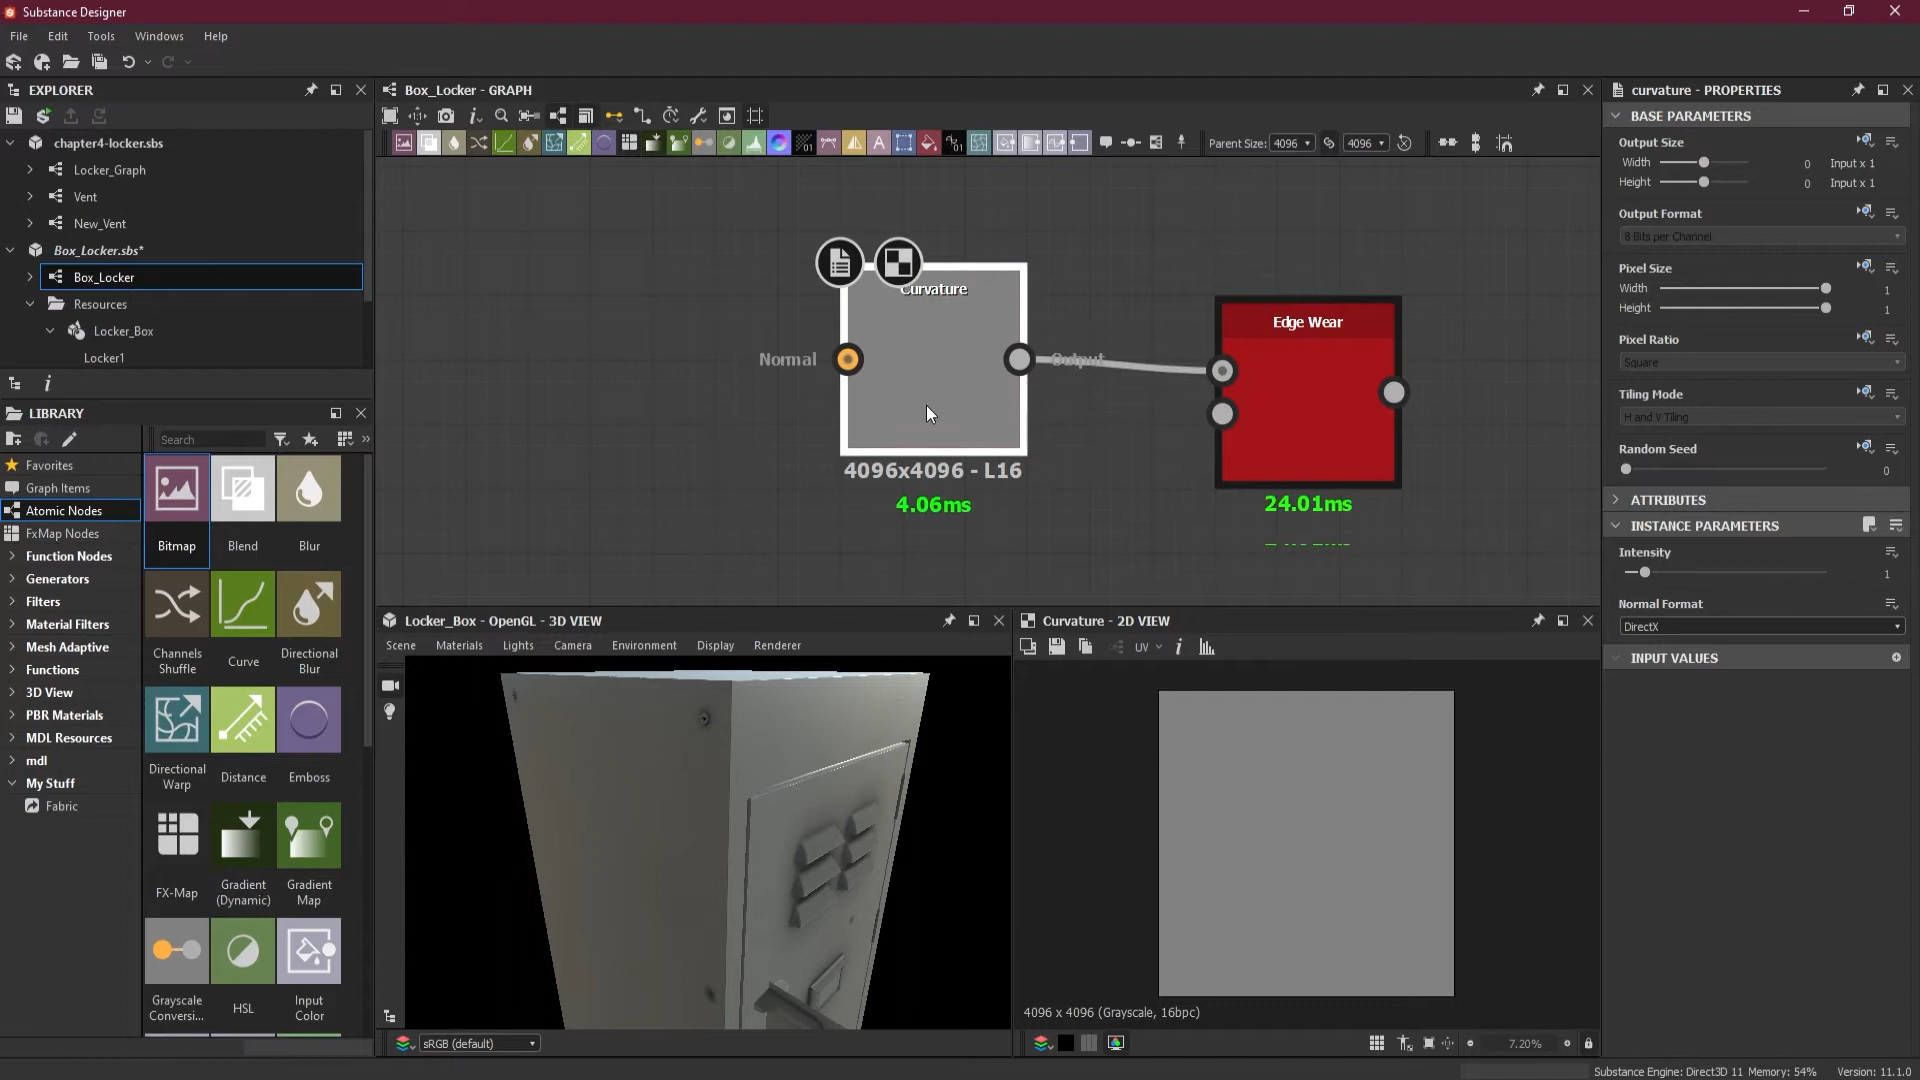 Substance Designer
File Edit Tools Windows Help
EXPLORER
chapter4-locker.sbs
Locker_Graph
Vent
New_Vent
Box_Locker.sbs*
Box_Locker
Resources
Locker_Box
Locker1
LIBRARY
Search
Favorites
Graph Items
Atomic Nodes
FxMap Nodes
Function Nodes
Generators
Filters
Material Filters
Mesh Adaptive
Functions
3D View
PBR Materials
MDL Resources
mdl
My Stuff
Fabric
Bitmap Blend Blur
Channels Shuffle
Curve
Directional Blur
Directional Warp
Distance
Emboss
FX-Map
Gradient (Dynamic)
Gradient Map
Grayscale Conversi...
HSL
Input Color
Box_Locker - GRAPH
Parent Size: 4096 4096
Curvature
Normal
Output
4096x4096 - L16
4.06ms
Edge Wear
24.01ms
Locker_Box - OpenGL - 3D VIEW
Scene Materials Lights Camera Environment Display Renderer
sRGB (default)
Curvature - 2D VIEW
UV
4096 x 4096 (Grayscale, 16bpc)
7.20%
curvature - PROPERTIES
BASE PARAMETERS
Output Size
Width 0 Input x 1
Height 0 Input x 1
Output Format
8 Bits per Channel
Pixel Size
Width 1
Height 1
Pixel Ratio
Square
Tiling Mode
H and V Tiling
Random Seed
0
ATTRIBUTES
INSTANCE PARAMETERS
Intensity
1
Normal Format
DirectX
INPUT VALUES
Substance Engine: Direct3D 11 Memory: 54% Version: 11.1.0